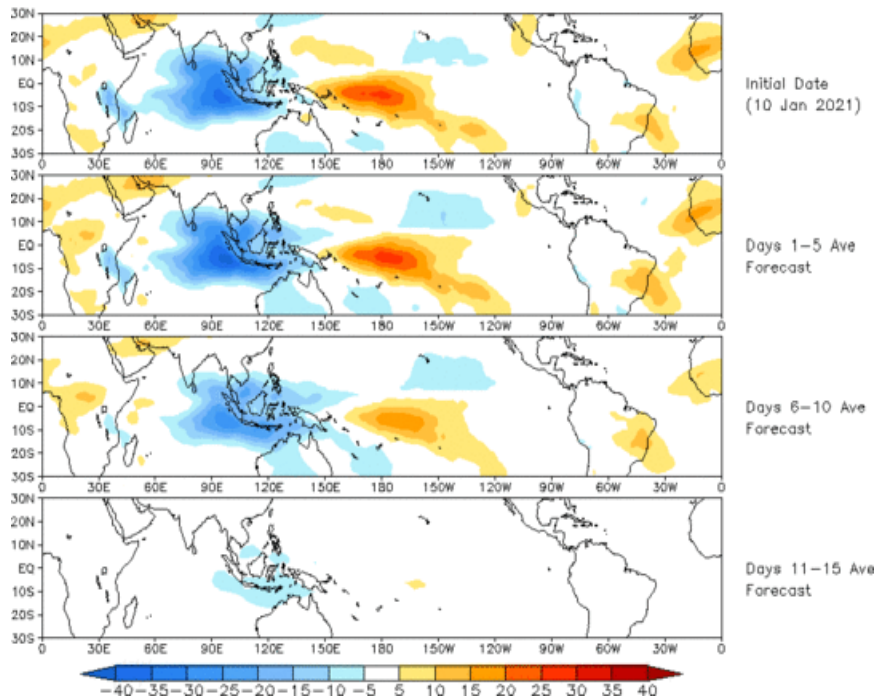 30N
20N
10N
EQ
10S
20S
30S
0 30E 60E 90E 120E 150E 180 150W 120W 90W 60W 30W 0
Initial Date
(10 Jan 2021)
30N
20N
10N
EQ
10S
20S
30S
0 30E 60E 90E 120E 150E 180 150W 120W 90W 60W 30W 0
Days 1-5 Ave
Forecast
30N
20N
10N
EQ
10S
20S
30S
0 30E 60E 90E 120E 150E 180 150W 120W 90W 60W 30W 0
Days 6-10 Ave
Forecast
30N
20N
10N
EQ
10S
20S
30S
0 30E 60E 90E 120E 150E 180 150W 120W 90W 60W 30W 0
Days 11-15 Ave
Forecast
-40 -35 -30 -25 -20 -15 -10 -5 5 10 15 20 25 30 35 40